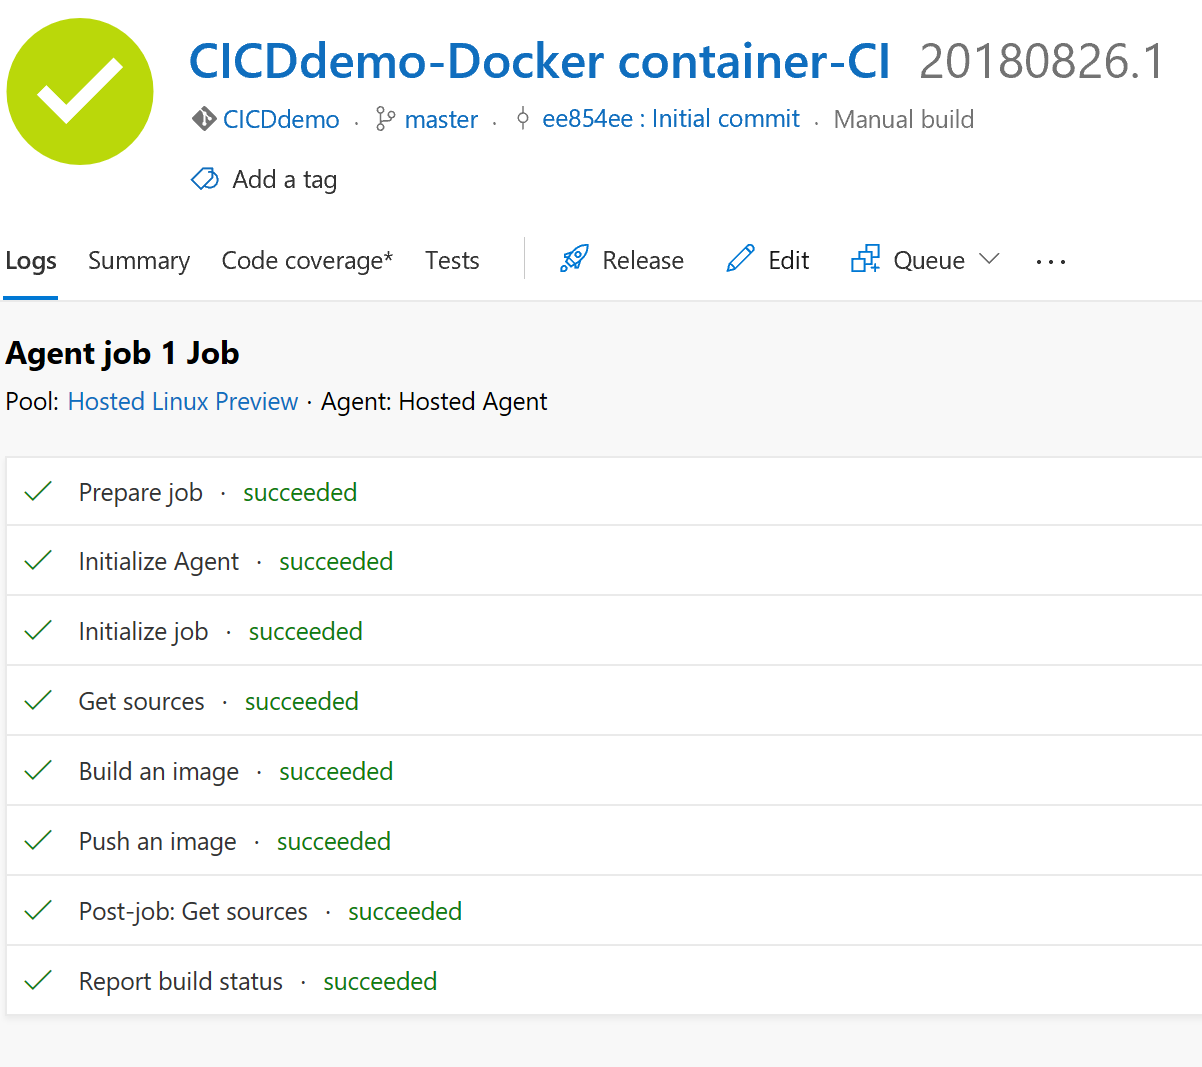 CICDdemo-Docker container-CI 20180826.1
CICDdemo · master · ee854ee : Initial commit · Manual build
Add a tag
Logs Summary Code coverage* Tests Release Edit Queue ...
Agent job 1 Job
Pool: Hosted Linux Preview · Agent: Hosted Agent
Prepare job · succeeded
Initialize Agent · succeeded
Initialize job · succeeded
Get sources · succeeded
Build an image · succeeded
Push an image · succeeded
Post-job: Get sources · succeeded
Report build status · succeeded